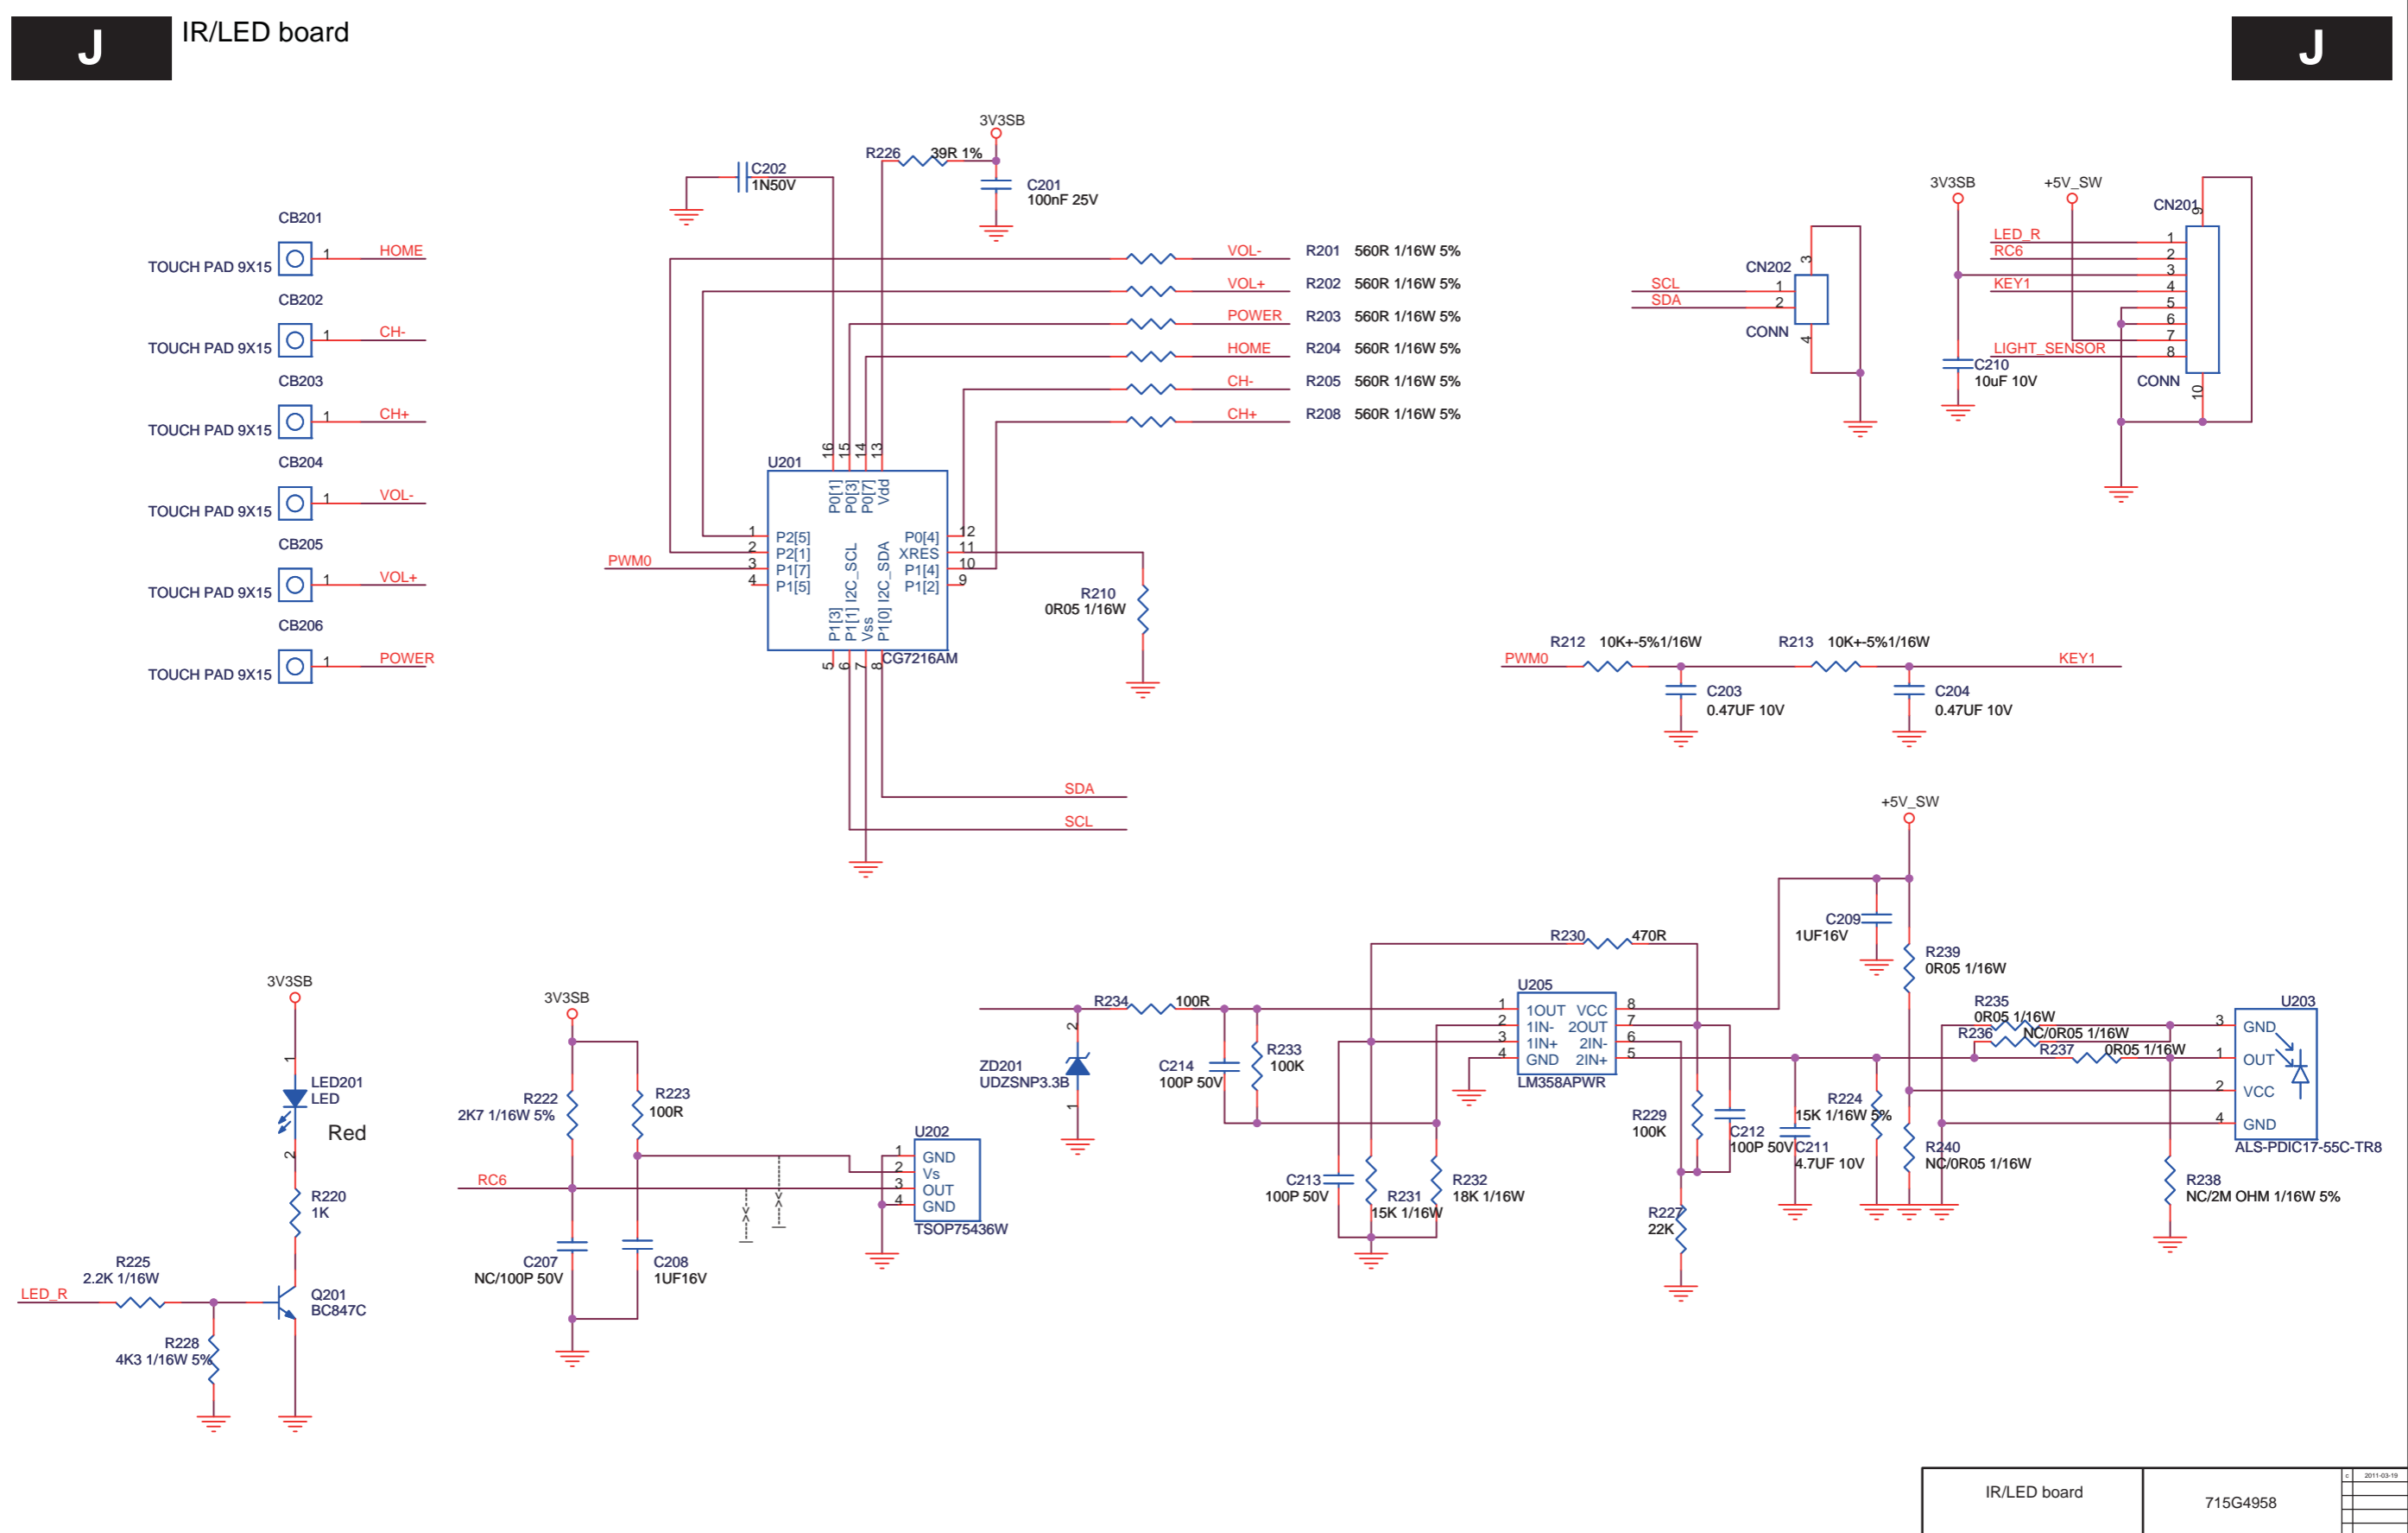 J
IR/LED board
J
CB201
TOUCH PAD 9X15
1
HOME
CB202
TOUCH PAD 9X15
1
CH-
CB203
TOUCH PAD 9X15
1
CH+
CB204
TOUCH PAD 9X15
1
VOL-
CB205
TOUCH PAD 9X15
1
VOL+
CB206
TOUCH PAD 9X15
1
POWER
3V3SB
R226
39R 1%
C202
1N50V
C201
100nF 25V
VOL- R201 560R 1/16W 5%
VOL+ R202 560R 1/16W 5%
POWER R203 560R 1/16W 5%
HOME R204 560R 1/16W 5%
CH- R205 560R 1/16W 5%
CH+ R208 560R 1/16W 5%
U201
16 15 14 13
P0[1] P0[3] P0[7] Vdd
1 P2[5]
2 P2[1]
PWM0 3 P1[7]
4 P1[5]
P0[4] 12
XRES 11
P1[4] 10
P1[2] 9
P1[3]
P1[1] I2C_SCL
Vss
P1[0] I2C_SDA
5 6 7 8
CG7216AM
R210
0R05 1/16W
SDA
SCL
CN202
SCL 1
SDA 2
3
4
CONN
3V3SB
+5V_SW
CN201
9
LED_R 1
RC6 2
3
KEY1 4
5
6
7
LIGHT_SENSOR 8
10
CONN
C210
10uF 10V
R212 10K+-5%1/16W
R213 10K+-5%1/16W
PWM0
KEY1
C203
0.47UF 10V
C204
0.47UF 10V
3V3SB
1
LED201
LED
Red
2
R220
1K
R225
2.2K 1/16W
LED_R
Q201
BC847C
R228
4K3 1/16W 5%
3V3SB
R222
2K7 1/16W 5%
R223
100R
RC6
U202
1 GND
2 Vs
3 OUT
4 GND
TSOP75436W
C207
NC/100P 50V
C208
1UF16V
R234
100R
2
ZD201
UDZSNP3.3B
1
C214
100P 50V
R233
100K
R230
470R
U205
1 1OUT VCC 8
2 1IN- 2OUT 7
3 1IN+ 2IN- 6
4 GND 2IN+ 5
LM358APWR
C213
100P 50V
R231
15K 1/16W
R232
18K 1/16W
R229
100K
C212
100P 50V
R227
22K
C211
4.7UF 10V
R224
15K 1/16W 5%
+5V_SW
C209
1UF16V
R239
0R05 1/16W
R240
NC/0R05 1/16W
R235
0R05 1/16W
R236
NC/0R05 1/16W
R237
0R05 1/16W
R238
NC/2M OHM 1/16W 5%
U203
3 GND
1 OUT
2 VCC
4 GND
ALS-PDIC17-55C-TR8
IR/LED board
715G4958
c 2011-03-19